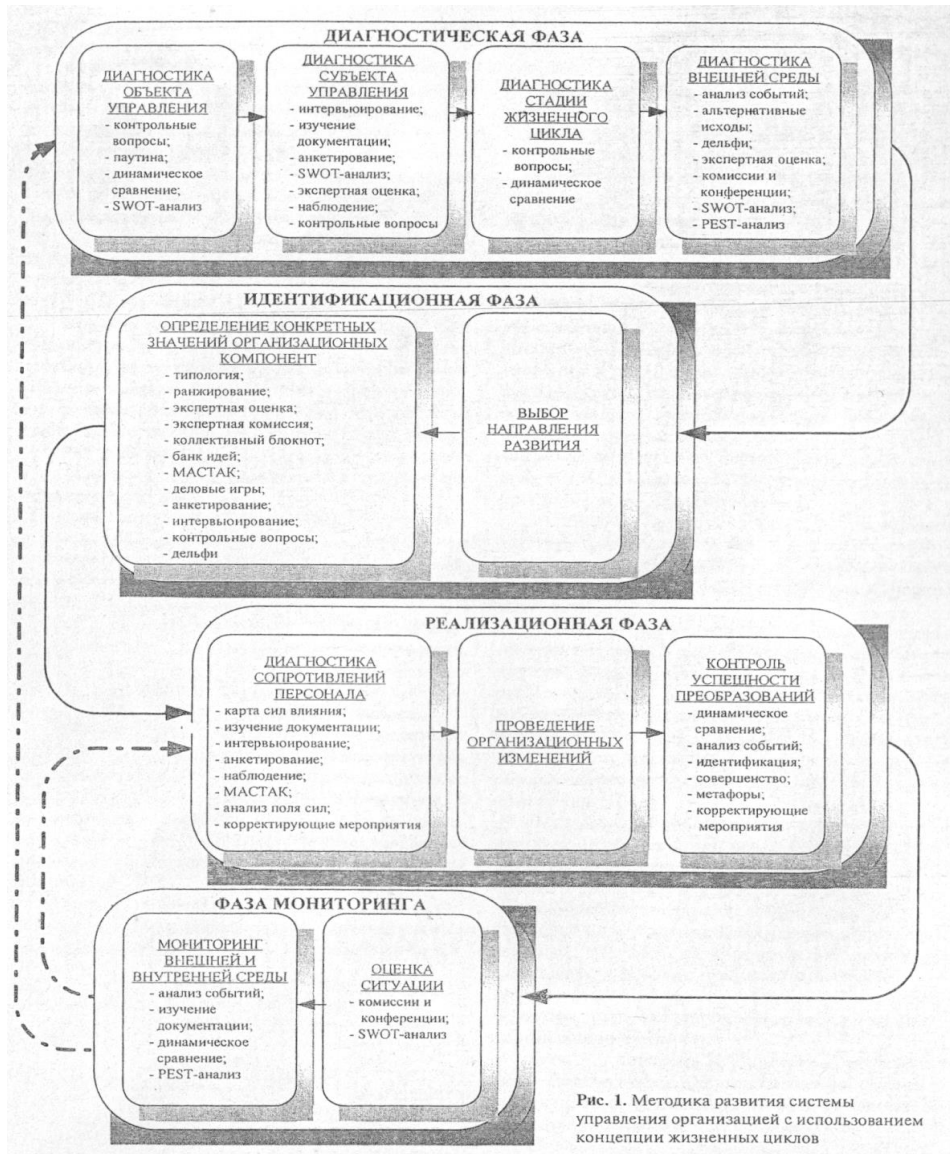 ДИАГНОСТИЧЕСКАЯ ФАЗА
ДИАГНОСТИКА
ОБЪЕКТА
УПРАВЛЕНИЯ
- контрольные
вопросы;
- паутина;
- динамическое
сравнение;
- SWOT-анализ
ДИАГНОСТИКА
СУБЪЕКТА
УПРАВЛЕНИЯ
- интервьюирование;
- изучение
документации;
- анкетирование;
- SWOT-анализ;
- экспертная оценка;
- наблюдение;
- контрольные вопросы
ДИАГНОСТИКА
СТАДИИ
ЖИЗНЕННОГО
ЦИКЛА
- контрольные
вопросы;
- динамическое
сравнение
ДИАГНОСТИКА
ВНЕШНЕЙ СРЕДЫ
- анализ событий;
- альтернативные
исходы;
- дельфи;
- экспертная оценка;
- комиссии и
конференции;
- SWOT-анализ;
- PEST-анализ
ИДЕНТИФИКАЦИОННАЯ ФАЗА
ОПРЕДЕЛЕНИЕ КОНКРЕТНЫХ
ЗНАЧЕНИЙ ОРГАНИЗАЦИОННЫХ
КОМПОНЕНТ
- типология;
- ранжирование;
- экспертная оценка;
- экспертная комиссия;
- коллективный блокнот;
- банк идей;
- МАСТАК;
- деловые игры;
- анкетирование;
- интервьюирование;
- контрольные вопросы;
- дельфи
ВЫБОР
НАПРАВЛЕНИЯ
РАЗВИТИЯ
РЕАЛИЗАЦИОННАЯ ФАЗА
ДИАГНОСТИКА
СОПРОТИВЛЕНИЙ
ПЕРСОНАЛА
- карта сил влияния;
- изучение документации;
- интервьюирование;
- анкетирование;
- наблюдение;
- МАСТАК;
- анализ поля сил;
- корректирующие мероприятия
ПРОВЕДЕНИЕ
ОРГАНИЗАЦИОННЫХ
ИЗМЕНЕНИЙ
КОНТРОЛЬ
УСПЕШНОСТИ
ПРЕОБРАЗОВАНИЙ
- динамическое
сравнение;
- анализ событий;
- идентификация;
- совершенство;
- метафоры;
- корректирующие
мероприятия
ФАЗА МОНИТОРИНГА
МОНИТОРИНГ
ВНЕШНЕЙ И
ВНУТРЕННЕЙ СРЕДЫ
- анализ событий;
- изучение
документации;
- динамическое
сравнение;
- PEST-анализ
ОЦЕНКА
СИТУАЦИИ
- комиссии и
конференции;
- SWOT-анализ
Рис. 1. Методика развития системы
управления организацией с использованием
концепции жизненных циклов